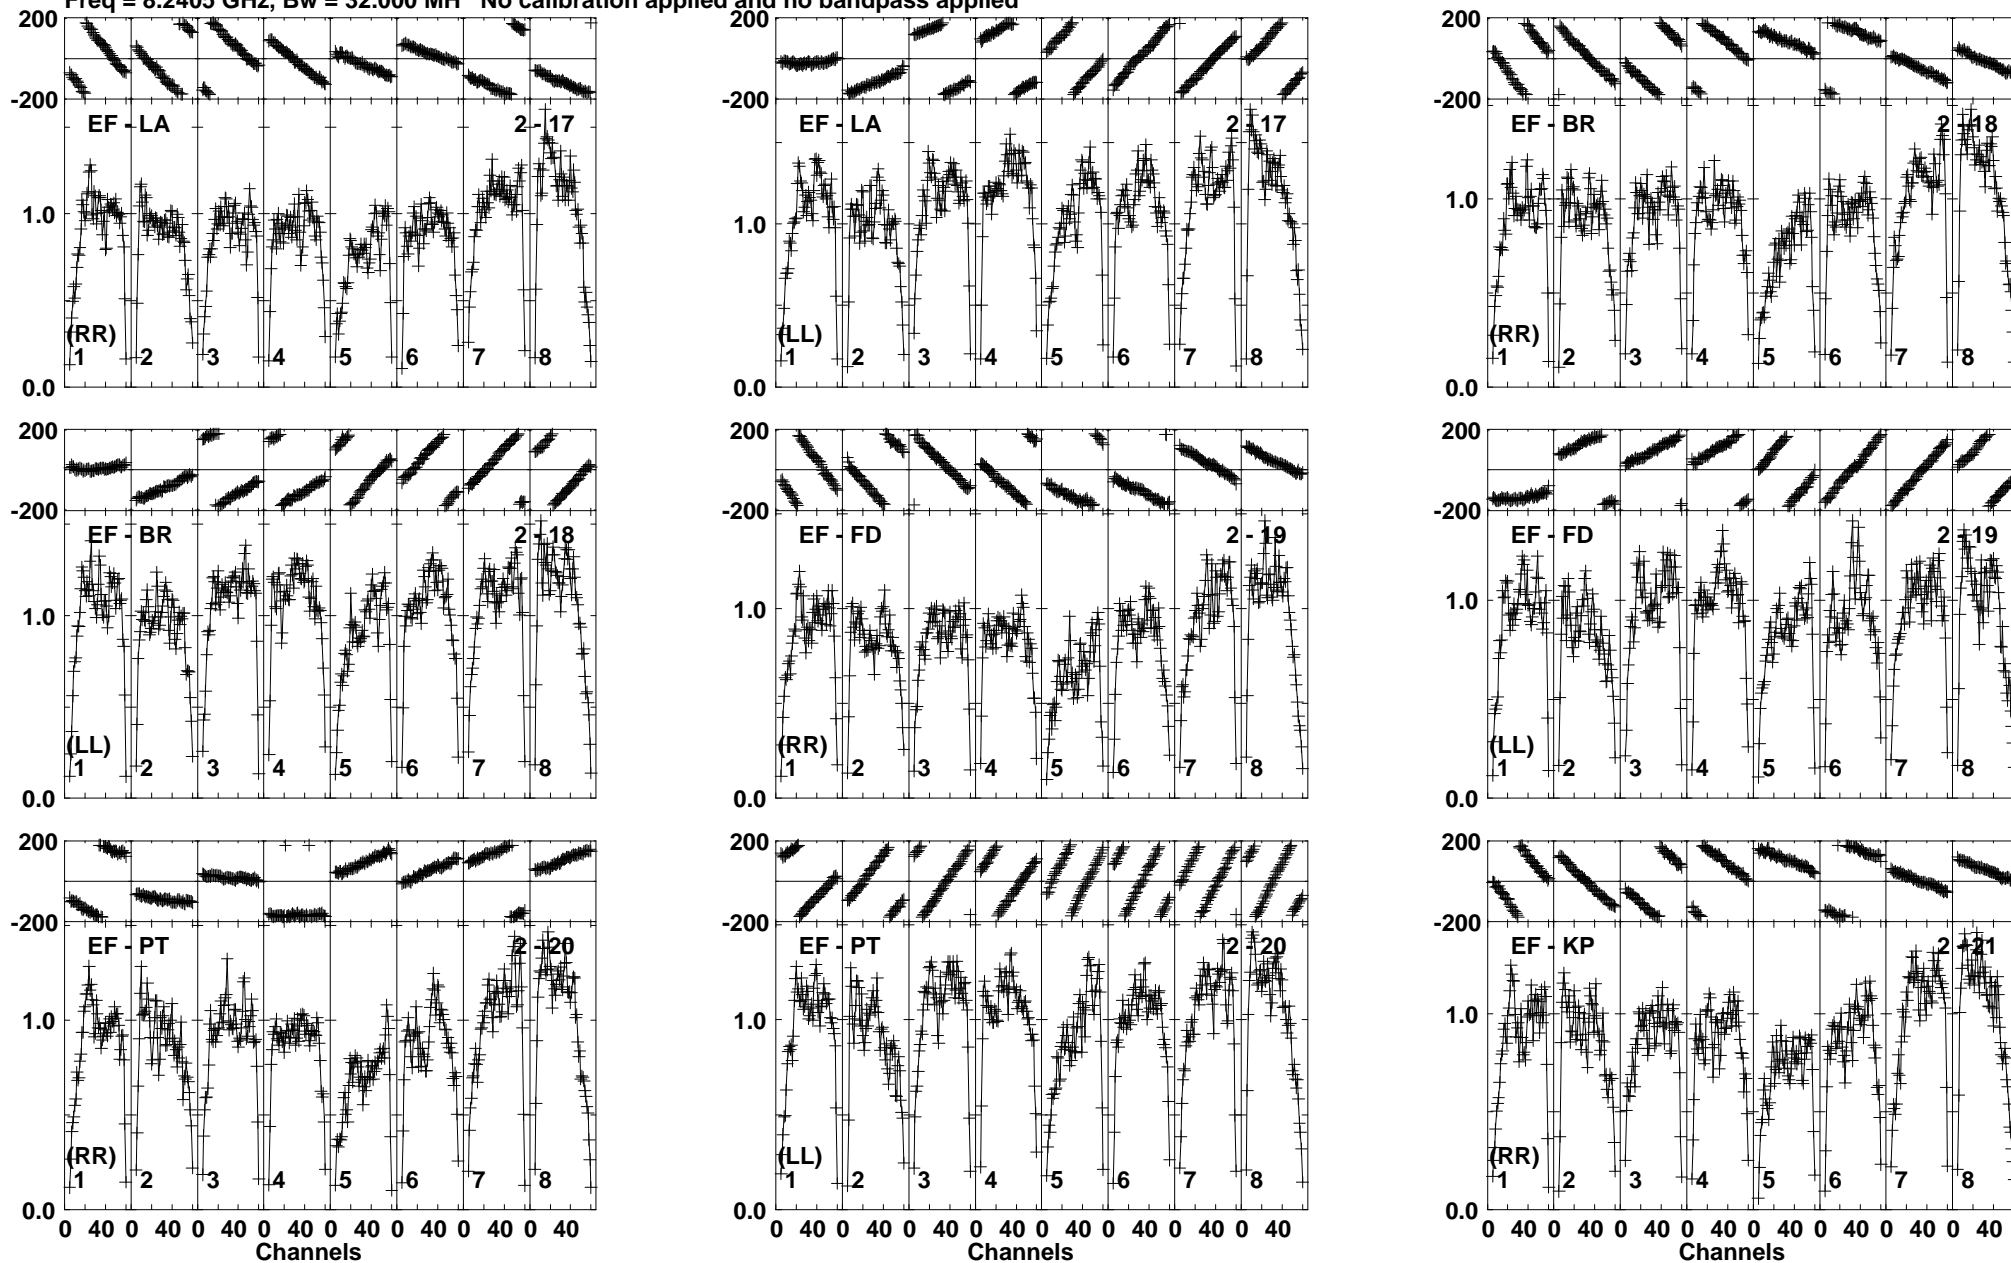 Freq = 8.2405 GHz, Bw = 32.000 MH No calibration applied and no bandpass applied
200 200 200
-200 -200 -200
EF - LA 2 - 17 EF - LA 2 - 17 EF - BR 2 - 18
1.0 1.0 1.0
(RR) (LL) (RR)
1 2 3 4 5 6 7 8 1 2 3 4 5 6 7 8 1 2 3 4 5 6 7 8
0.0 0.0 0.0
200 200 200
-200 -200 -200
EF - BR 2 - 18 EF - FD 2 - 19 EF - FD 2 - 19
1.0 1.0 1.0
(LL) (RR) (LL)
1 2 3 4 5 6 7 8 1 2 3 4 5 6 7 8 1 2 3 4 5 6 7 8
0.0 0.0 0.0
200 200 200
-200 -200 -200
EF - PT 2 - 20 EF - PT 2 - 20 EF - KP 2 - 21
1.0 1.0 1.0
(RR) (LL) (RR)
1 2 3 4 5 6 7 8 1 2 3 4 5 6 7 8 1 2 3 4 5 6 7 8
0.0 0.0 0.0
0 40 0 40 0 40 0 40 0 40 0 40 0 40 0 40 0 40 0 40 0 40 0 40 0 40 0 40 0 40 0 40 0 40 0 40 0 40 0 40 0 40 0 40 0 40 0 40
Channels Channels Channels